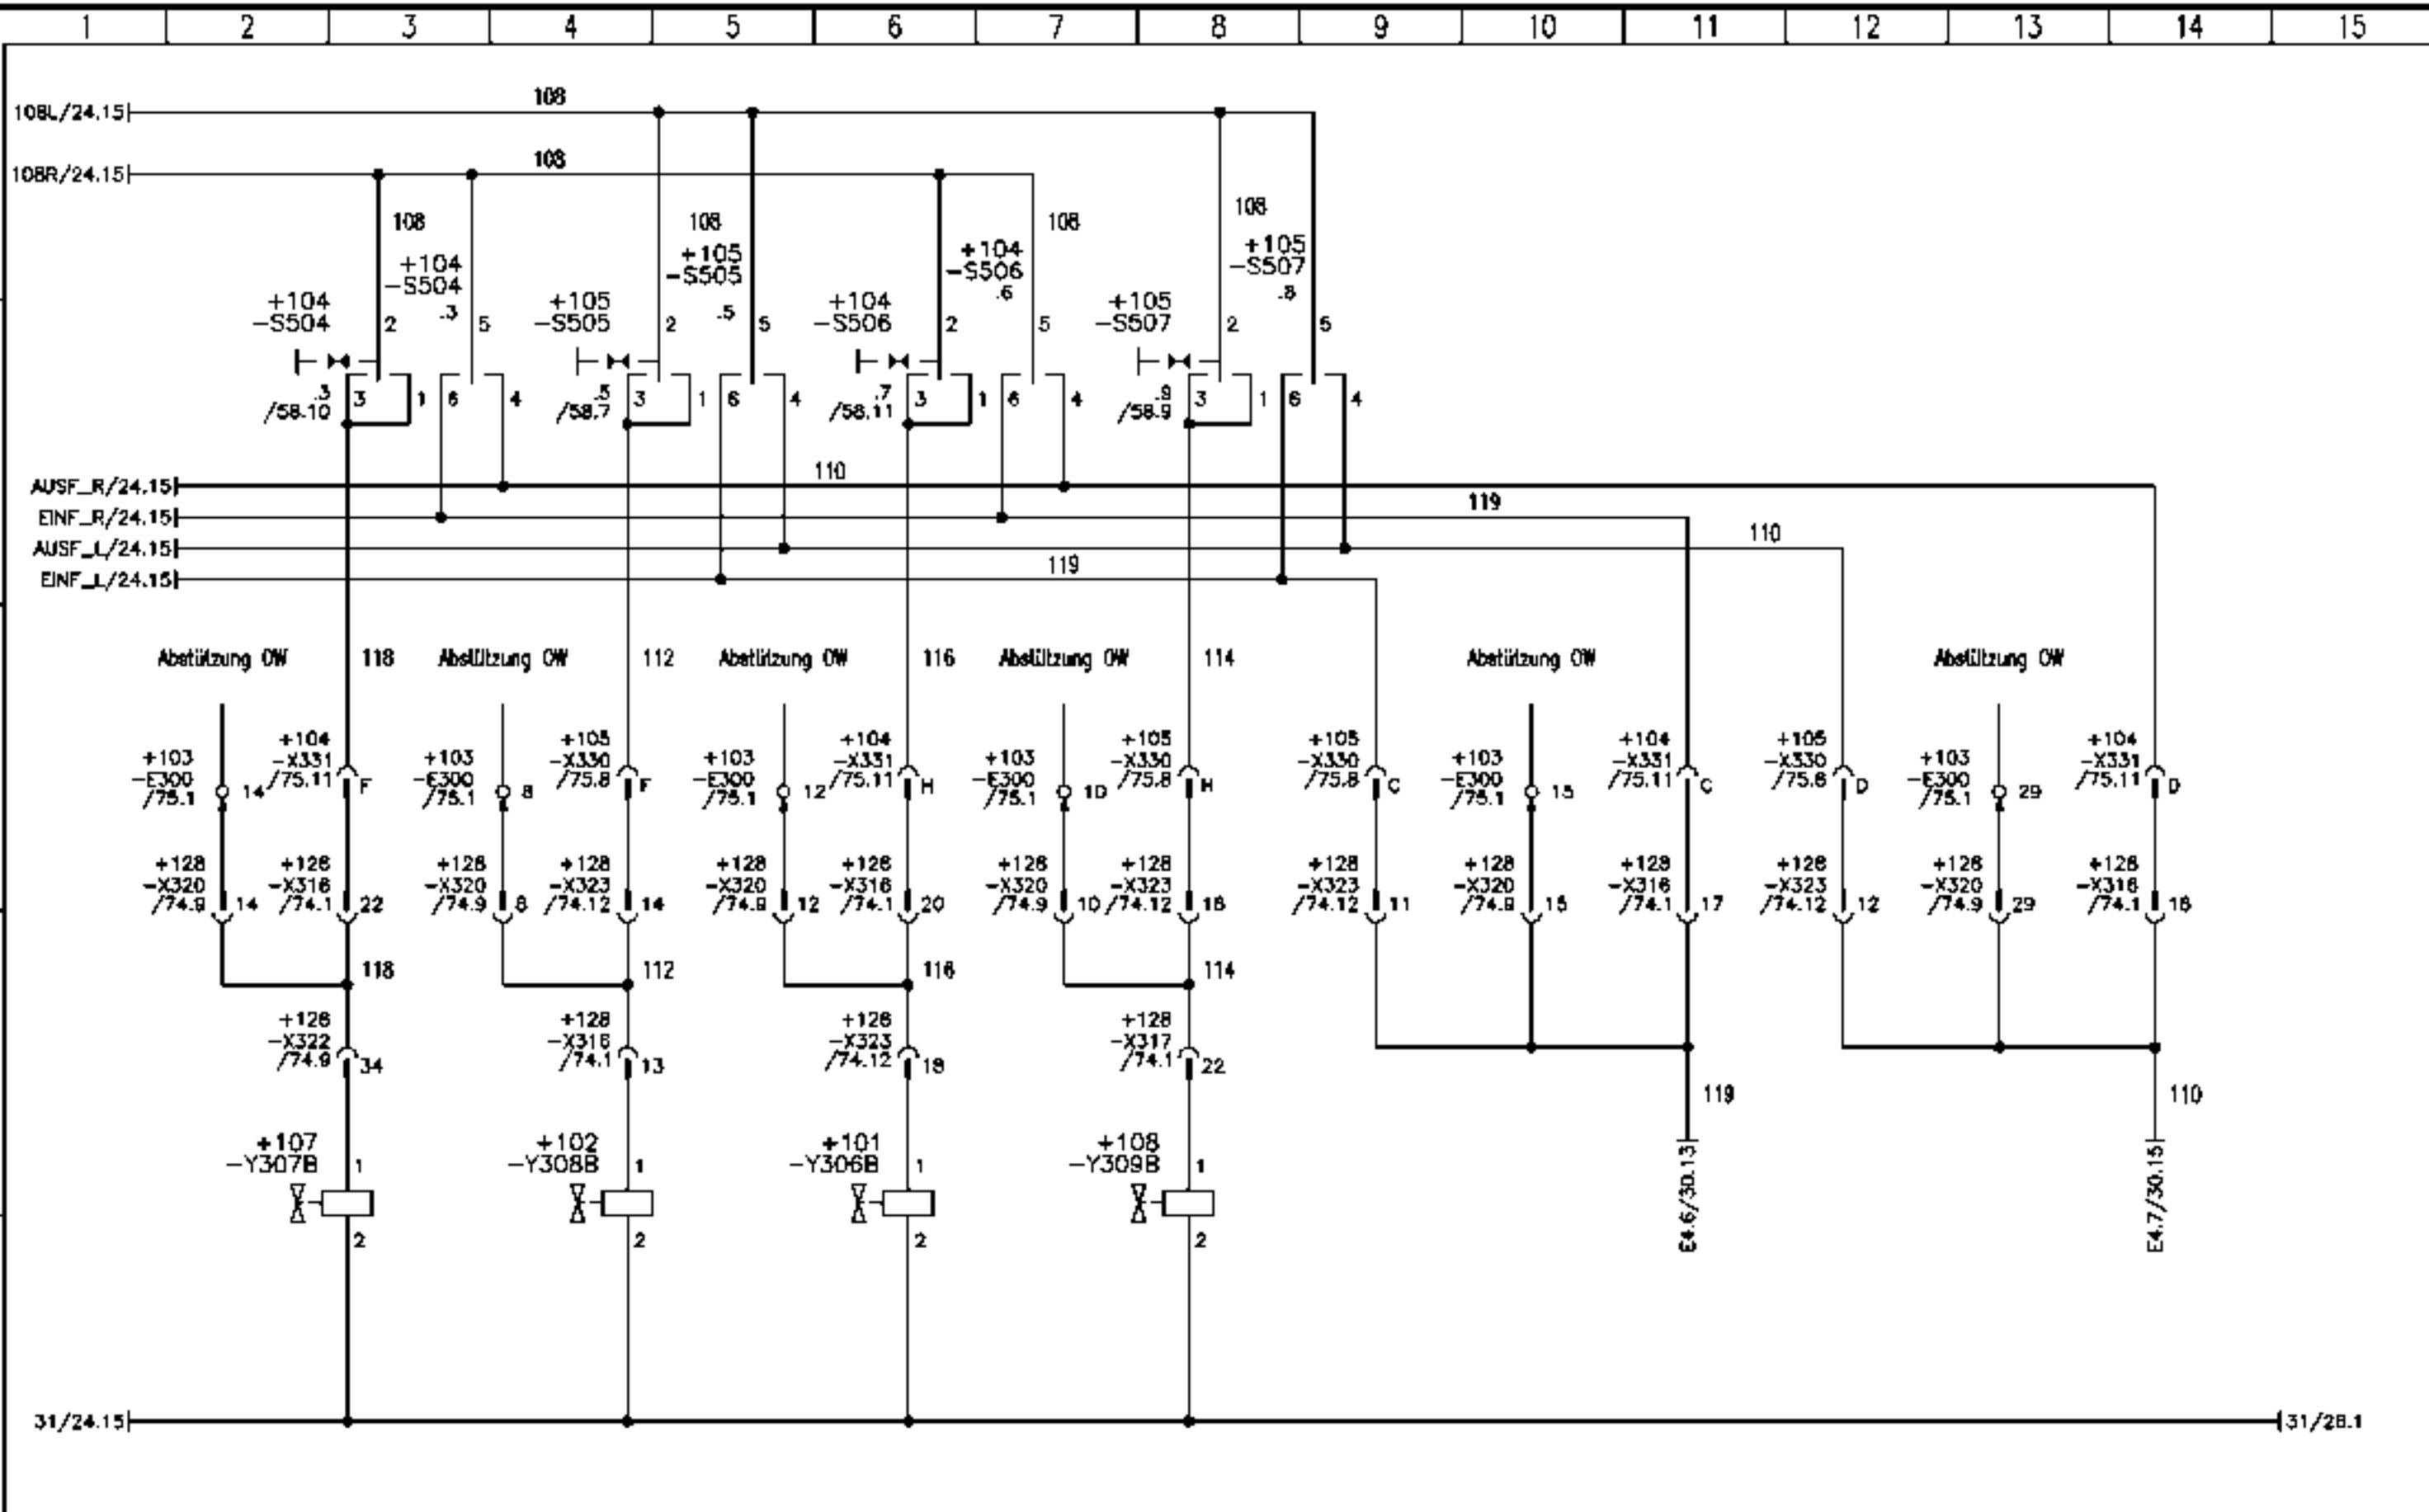 1 2 3 4 5 6 7 8 9 10 11 12 13 14 15
108
108L/24.15
108
108R/24.15
108 108 108 108
+104 -S504 .3
+105 -S505 .5
+104 -S506 .6
+105 -S507 .8
+104 +105 +104 +105
-S504 2 5 -S505 2 5 -S506 2 5 -S507 2 5
.3 .5 .7 .9
/58.10 3 1 6 4 /58.7 3 1 6 4 /58.11 3 1 6 4 /58.9 3 1 6 4
110
AUSF_R/24.15
119
EINF_R/24.15
110
AUSF_L/24.15
119
EINF_L/24.15
Abstützung OW 118 Abstützung OW 112 Abstützung OW 116 Abstützung OW 114 Abstützung OW Abstützung OW
+103 +104 +103 +105 +103 +104 +103 +105 +105 +103 +104 +105 +103 +104
-E300 -X331 -E300 -X330 -E300 -X331 -E300 -X330 -X330 -E300 -X331 -X330 -E300 -X331
/75.1 /75.11 /75.1 /75.8 /75.1 /75.11 /75.1 /75.8 /75.8 /75.1 /75.11 /75.8 /75.1 /75.11
14 F 8 F 12 H 10 H C 15 C D 29 D
+128 +128 +128 +128 +128 +128 +128 +128 +128 +128 +128 +128 +128 +128
-X320 -X316 -X320 -X323 -X320 -X316 -X320 -X323 -X323 -X320 -X316 -X323 -X320 -X316
/74.9 14 /74.1 22 /74.9 8 /74.12 14 /74.9 12 /74.1 20 /74.9 10 /74.12 16 /74.12 11 /74.9 15 /74.1 17 /74.12 12 /74.9 29 /74.1 16
118 112 116 114
+128 +128 +128 +128
-X322 -X316 -X323 -X317
/74.9 34 /74.1 13 /74.12 18 /74.1 22
119 110
+107 +102 +101 +108
-Y307B 1 -Y308B 1 -Y306B 1 -Y309B 1
E4.6/30.13 E4.7/30.15
2 2 2 2
31/24.15 31/28.1